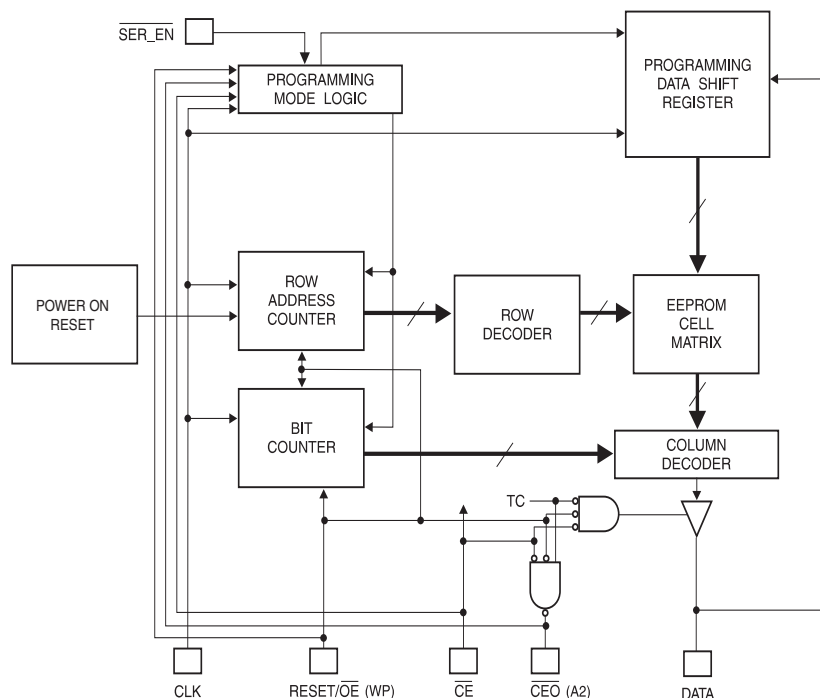 SER_EN
PROGRAMMING
MODE LOGIC
PROGRAMMING
DATA SHIFT
REGISTER
POWER ON
RESET
ROW
ADDRESS
COUNTER
ROW
DECODER
EEPROM
CELL
MATRIX
BIT
COUNTER
COLUMN
DECODER
TC
CLK
RESET/OE (WP)
CE
CEO (A2)
DATA